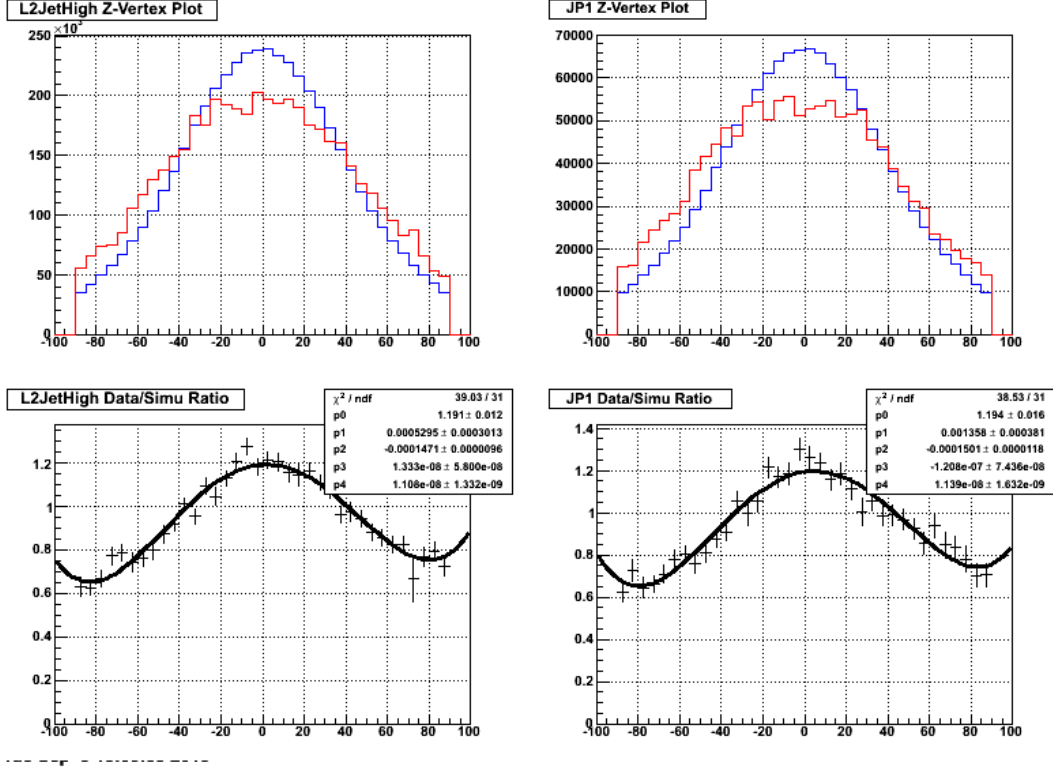 L2JetHigh Z-Vertex Plot
×10³
250
200
150
100
50
0
-100 -80 -60 -40 -20 0 20 40 60 80 100
JP1 Z-Vertex Plot
70000
60000
50000
40000
30000
20000
10000
0
-100 -80 -60 -40 -20 0 20 40 60 80 100
L2JetHigh Data/Simu Ratio
χ² / ndf 39.03 / 31
p0 1.191 ± 0.012
p1 0.0005295 ± 0.0003013
p2 -0.0001471 ± 0.0000096
p3 1.333e-08 ± 5.800e-08
p4 1.108e-08 ± 1.332e-09
1.2
1
0.8
0.6
0.4
0.2
0
-100 -80 -60 -40 -20 0 20 40 60 80 100
JP1 Data/Simu Ratio
χ² / ndf 38.53 / 31
p0 1.194 ± 0.016
p1 0.001358 ± 0.000381
p2 -0.0001501 ± 0.0000118
p3 -1.208e-07 ± 7.436e-08
p4 1.139e-08 ± 1.632e-09
1.4
1.2
1
0.8
0.6
0.4
0.2
0
-100 -80 -60 -40 -20 0 20 40 60 80 100